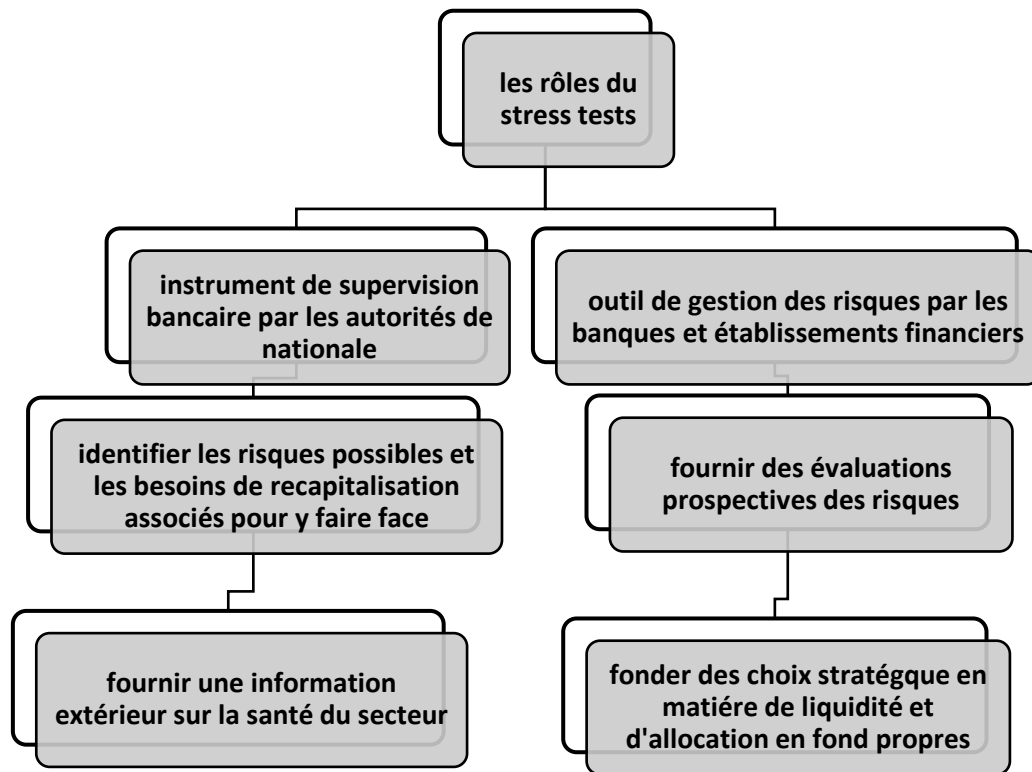 les rôles du
stress tests
instrument de supervision
bancaire par les autorités de
nationale
outil de gestion des risques par les
banques et établissements financiers
identifier les risques possibles et
les besoins de recapitalisation
associés pour y faire face
fournir des évaluations
prospectives des risques
fournir une information
extérieur sur la santé du secteur
fonder des choix stratégque en
matiére de liquidité et
d'allocation en fond propres